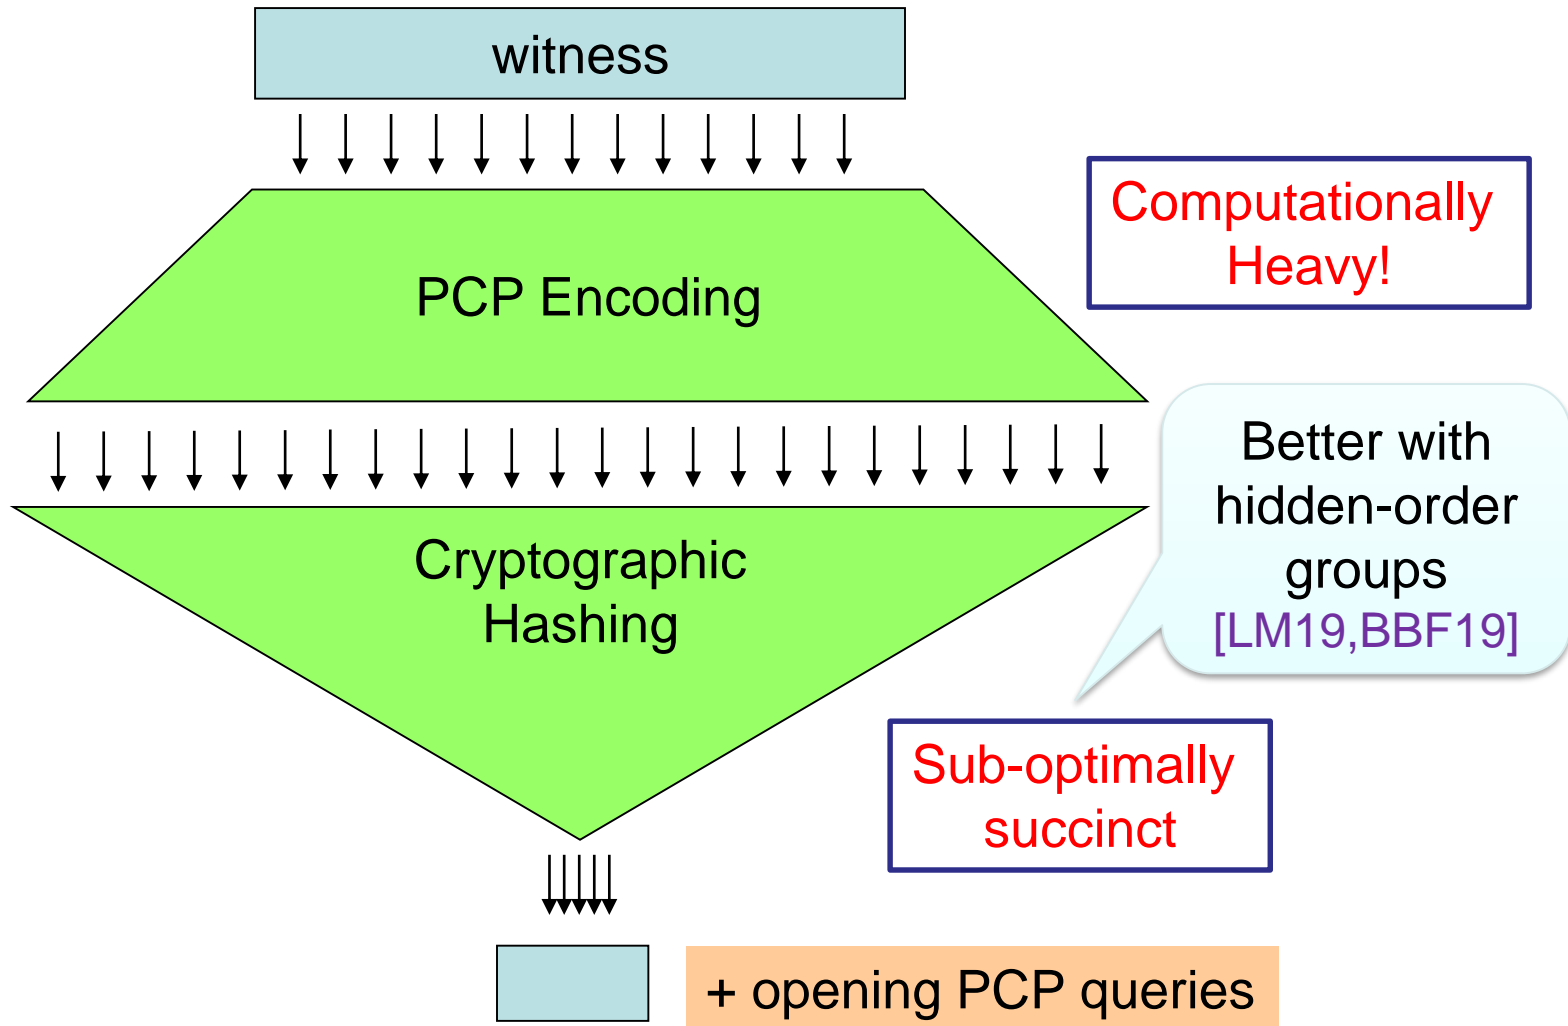 witness
Computationally
Heavy!
PCP Encoding
Better with
hidden-order
groups
[LM19,BBF19]
Cryptographic
Hashing
Sub-optimally
succinct
+ opening PCP queries